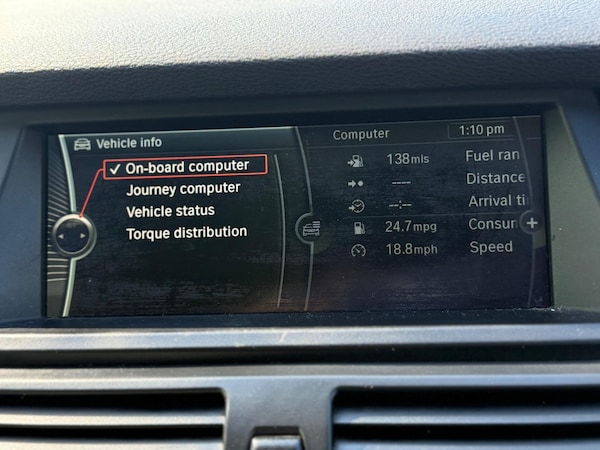 Vehicle info
✓ On-board computer
Journey computer
Vehicle status
Torque distribution
Computer 1:10 pm
138mls Fuel ran
---- Distance
--:-- Arrival ti
24.7mpg Consun
18.8mph Speed
+